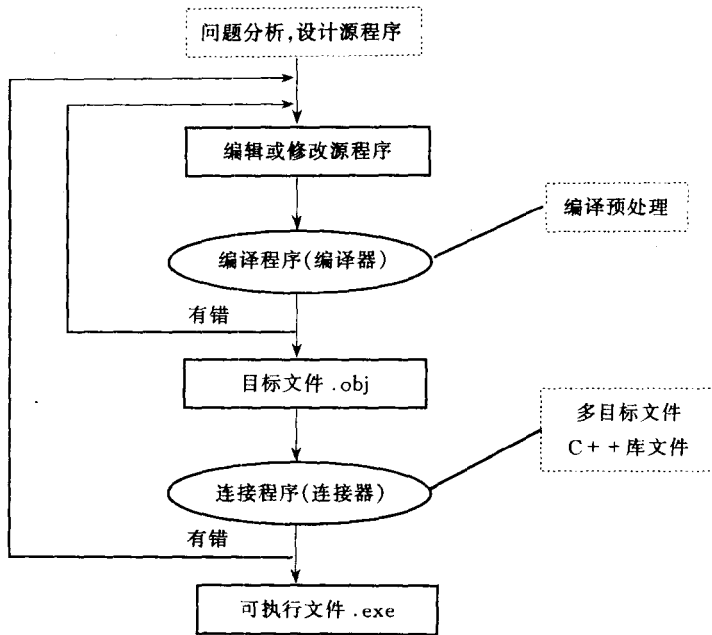 问题分析,设计源程序
编辑或修改源程序
编译预处理
编译程序(编译器)
有错
目标文件.obj
多目标文件
C++库文件
连接程序(连接器)
有错
可执行文件.exe